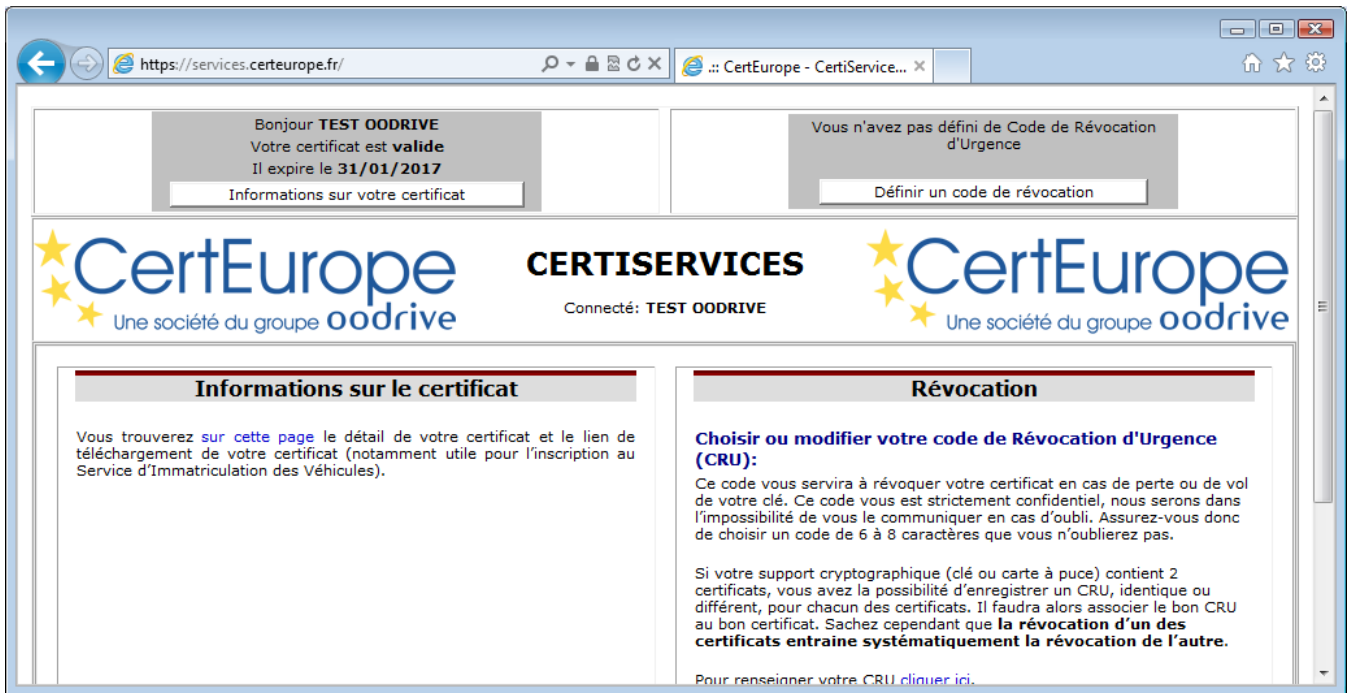 https://services.certeurope.fr/
.:: CertEurope - CertiService...
Bonjour TEST OODRIVE
Votre certificat est valide
Il expire le 31/01/2017
Informations sur votre certificat
Vous n'avez pas défini de Code de Révocation
d'Urgence
Définir un code de révocation
CertEurope
Une société du groupe oodrive
CERTISERVICES
Connecté: TEST OODRIVE
CertEurope
Une société du groupe oodrive
Informations sur le certificat
Vous trouverez sur cette page le détail de votre certificat et le lien de
téléchargement de votre certificat (notamment utile pour l'inscription au
Service d'Immatriculation des Véhicules).
Révocation
Choisir ou modifier votre code de Révocation d'Urgence
(CRU):
Ce code vous servira à révoquer votre certificat en cas de perte ou de vol
de votre clé. Ce code vous est strictement confidentiel, nous serons dans
l'impossibilité de vous le communiquer en cas d'oubli. Assurez-vous donc
de choisir un code de 6 à 8 caractères que vous n'oublierez pas.
Si votre support cryptographique (clé ou carte à puce) contient 2
certificats, vous avez la possibilité d'enregistrer un CRU, identique ou
différent, pour chacun des certificats. Il faudra alors associer le bon CRU
au bon certificat. Sachez cependant que la révocation d'un des
certificats entraine systématiquement la révocation de l'autre.
Pour renseigner votre CRU cliquer ici.